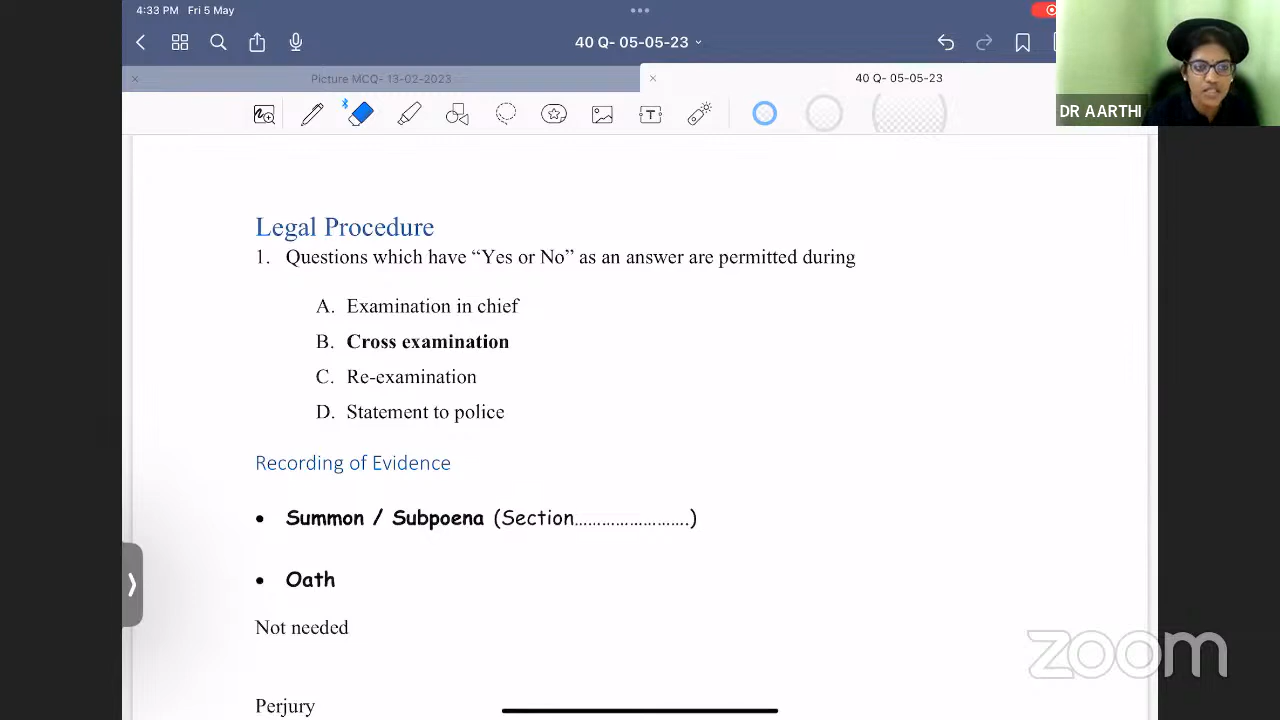 4:33 PM Fri 5 May
40 Q- 05-05-23
Picture MCQ- 13-02-2023
40 Q- 05-05-23
DR AARTHI
Legal Procedure
1. Questions which have “Yes or No” as an answer are permitted during
A. Examination in chief
B. Cross examination
C. Re-examination
D. Statement to police
Recording of Evidence
• Summon / Subpoena (Section…………………….)
• Oath
Not needed
Perjury
zoom